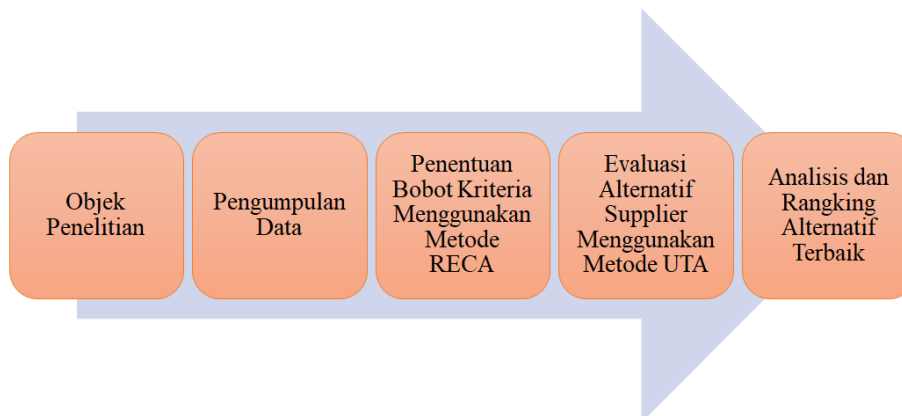 Objek
Penelitian
Pengumpulan
Data
Penentuan
Bobot Kriteria
Menggunakan
Metode
RECA
Evaluasi
Alternatif
Supplier
Menggunakan
Metode UTA
Analisis dan
Rangking
Alternatif
Terbaik